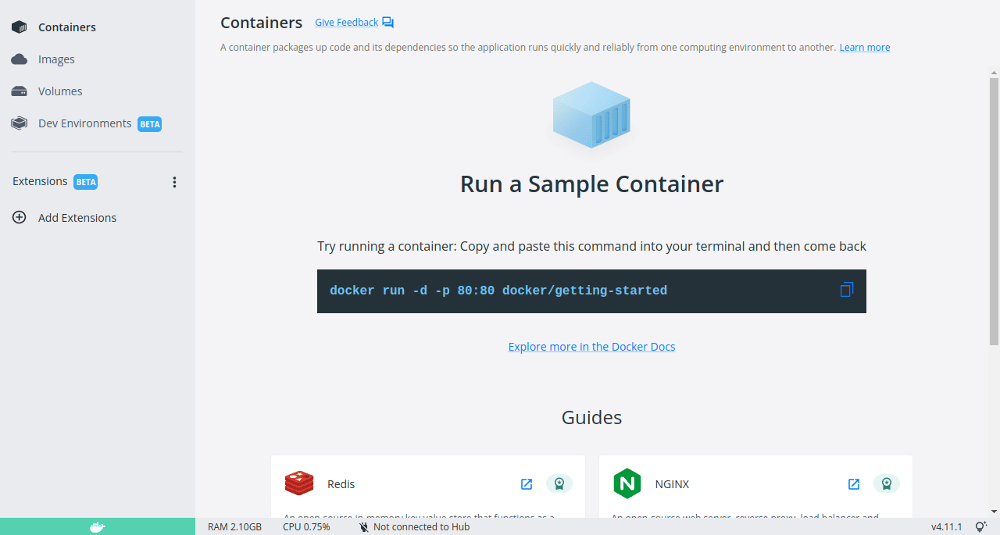 Containers
Images
Volumes
Dev Environments BETA
Extensions BETA
Add Extensions
Containers Give Feedback
A container packages up code and its dependencies so the application runs quickly and reliably from one computing environment to another. Learn more
Run a Sample Container
Try running a container: Copy and paste this command into your terminal and then come back
docker run -d -p 80:80 docker/getting-started
Explore more in the Docker Docs
Guides
Redis
NGINX
An open source in-memory key value store that functions as a
An open source web server, reverse proxy, load balancer and
RAM 2.10GB CPU 0.75% Not connected to Hub v4.11.1